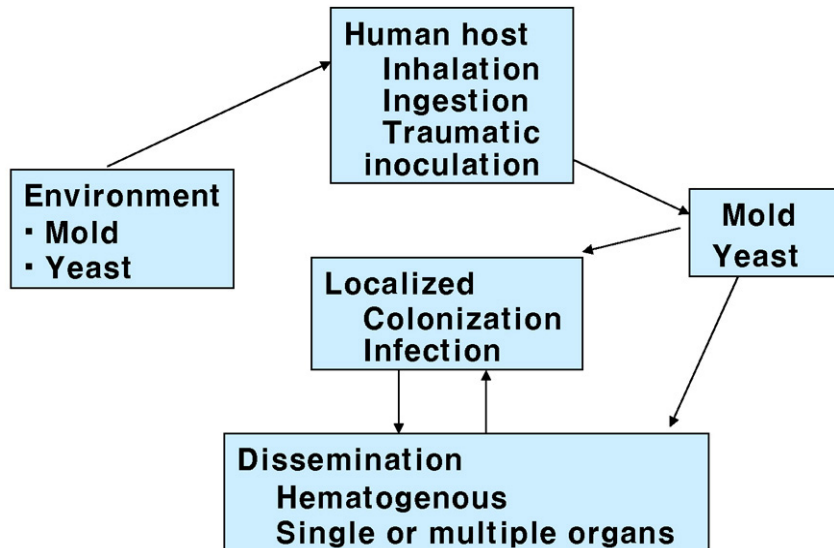 Human host
Inhalation
Ingestion
Traumatic
inoculation
Environment
▪ Mold
▪ Yeast
Mold
Yeast
Localized
Colonization
Infection
Dissemination
Hematogenous
Single or multiple organs